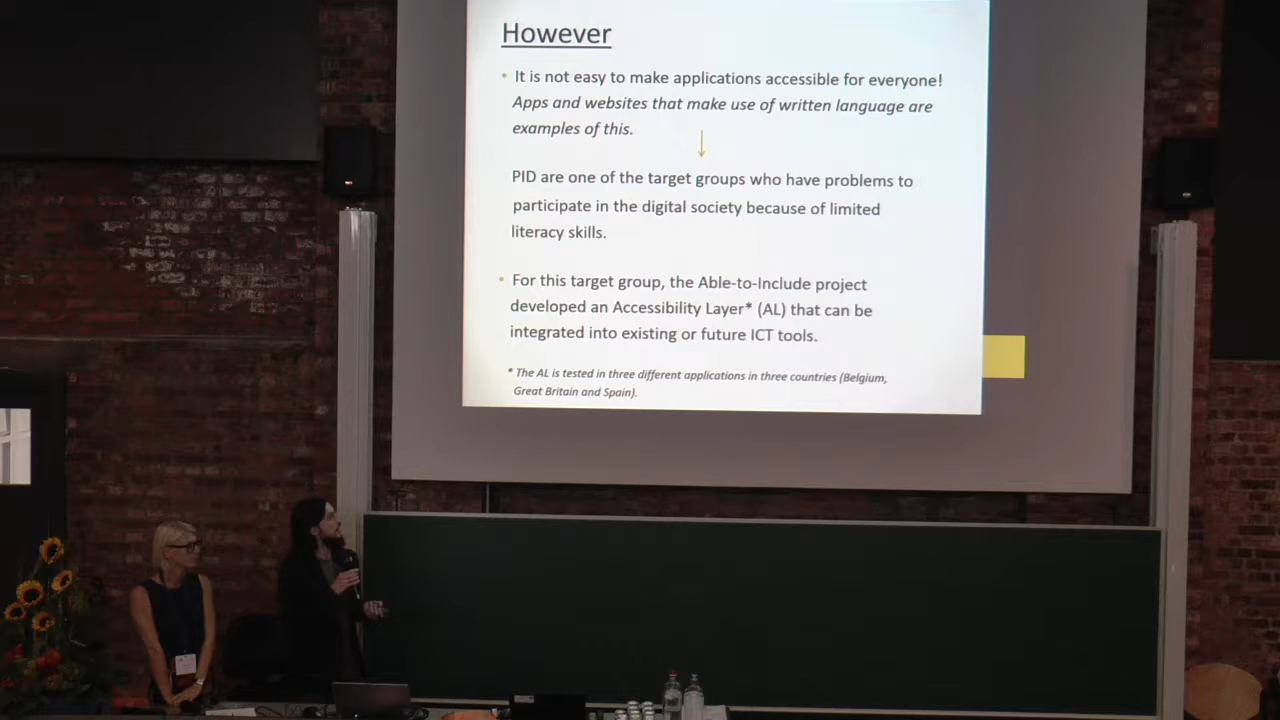 However
• It is not easy to make applications accessible for everyone!
Apps and websites that make use of written language are
examples of this.
↓
PID are one of the target groups who have problems to
participate in the digital society because of limited
literacy skills.
• For this target group, the Able-to-Include project
developed an Accessibility Layer* (AL) that can be
integrated into existing or future ICT tools.
* The AL is tested in three different applications in three countries (Belgium,
Great Britain and Spain).